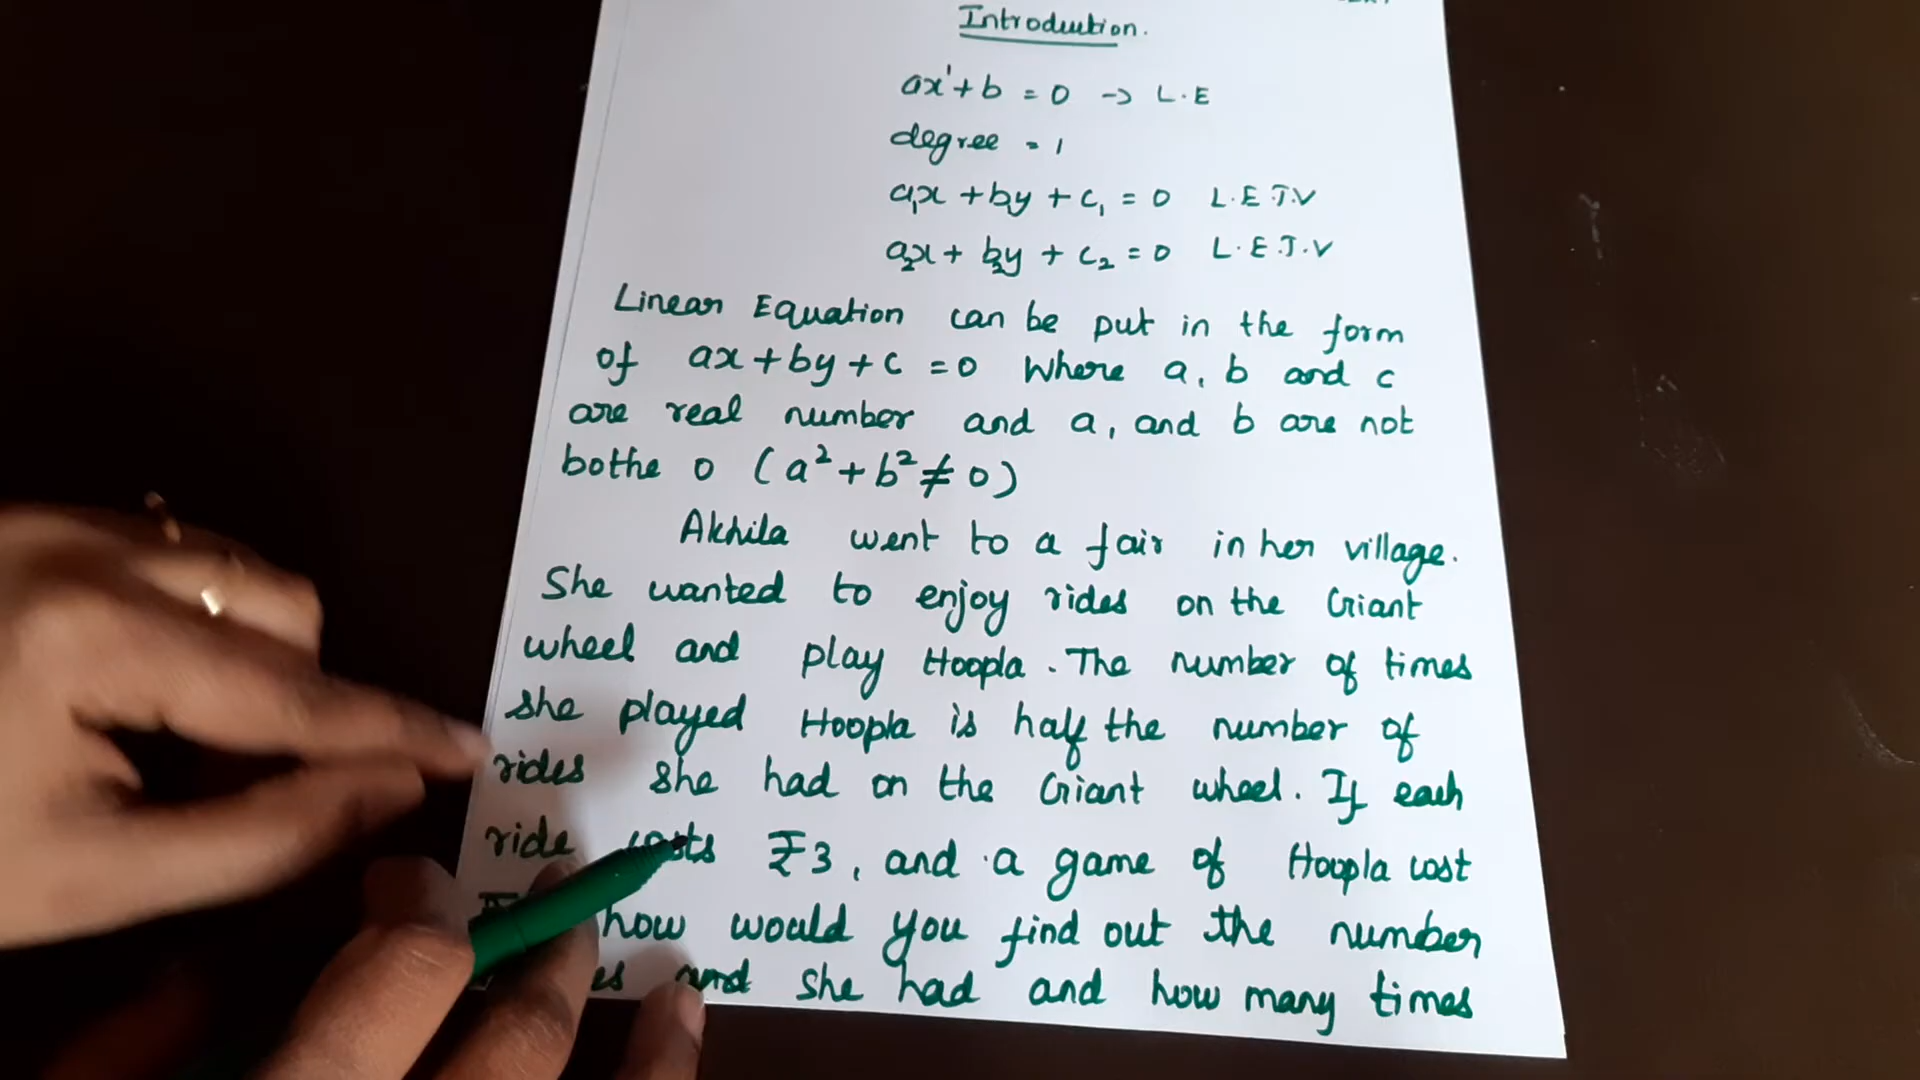 Introduction.
ax¹+b = 0 -> L.E
degree = 1
a₁x + b₁y + c₁ = 0 L.E.T.V
a₂x + b₂y + c₂ = 0 L.E.T.V
Linear Equation can be put in the form
of ax+by+c =0 Where a, b and c
are real number and a, and b are not
bothe 0 (a²+b²≠0)
Akhila went to a fair in her village.
She wanted to enjoy rides on the Giant
wheel and play Hoopla. The number of times
she played Hoopla is half the number of
rides she had on the Giant wheel. If each
ride costs ₹3, and a game of Hoopla cost
how would you find out the number
and she had and how many times